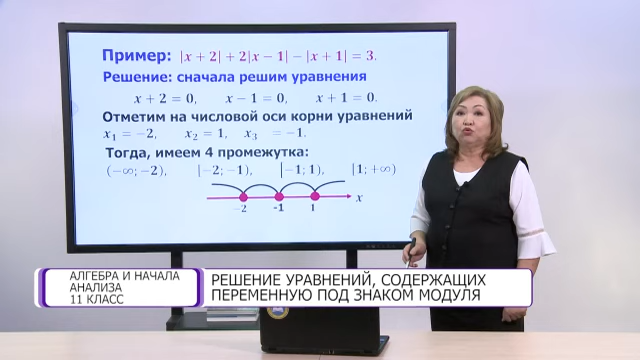 Пример: |x + 2| + 2|x − 1| − |x + 1| = 3.
Решение: сначала решим уравнения
x + 2 = 0, x − 1 = 0, x + 1 = 0.
Отметим на числовой оси корни уравнений
x₁ = −2, x₂ = 1, x₃ = −1.
Тогда, имеем 4 промежутка:
(−∞; −2), [−2; −1), [−1; 1), [1; +∞)
−2 -1 1 x
АЛГЕБРА И НАЧАЛА
АНАЛИЗА
11 КЛАСС
РЕШЕНИЕ УРАВНЕНИЙ, СОДЕРЖАЩИХ
ПЕРЕМЕННУЮ ПОД ЗНАКОМ МОДУЛЯ